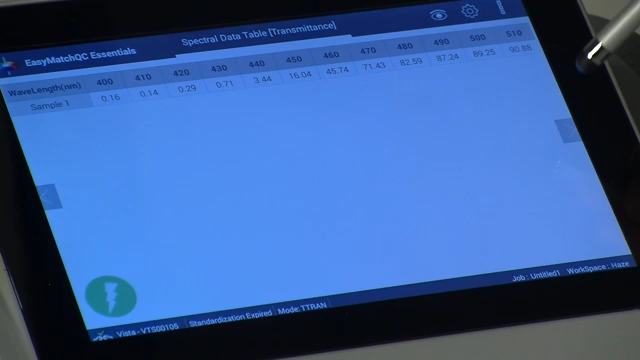 EasyMatchQC Essentials
Spectral Data Table [Transmittance]
WaveLength(nm) 400 410 420 430 440 450 460 470 480 490 500 510
Sample 1 0.16 0.14 0.29 0.71 3.44 16.04 45.74 71.43 82.59 87.24 89.25 90.88
Job : Untitled1 WorkSpace : Haze
Vista - VTS00105 Standardization Expired Mode: TTRAN